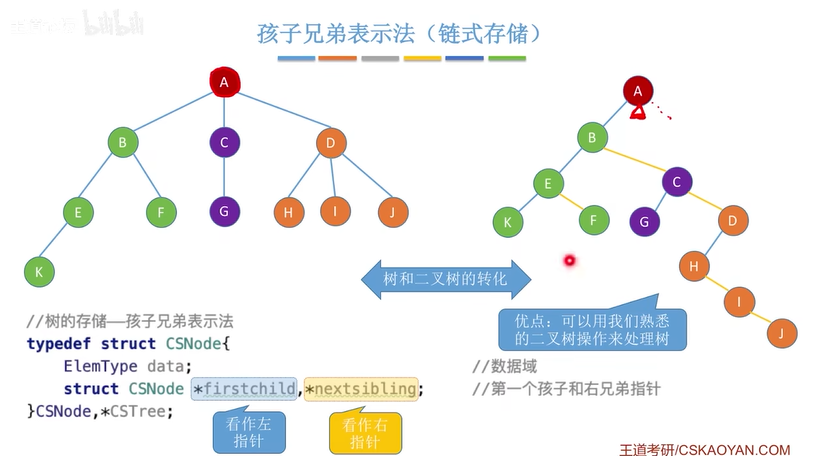 孩子兄弟表示法（链式存储）
A
B
C
D
E
F
G
H
I
J
K
A
B
E
C
K
F
G
D
H
I
J
树和二叉树的转化
优点：可以用我们熟悉
的二叉树操作来处理树
//树的存储——孩子兄弟表示法
typedef struct CSNode{
ElemType data; //数据域
struct CSNode *firstchild,*nextsibling; //第一个孩子和右兄弟指针
}CSNode,*CSTree;
看作左
指针
看作右
指针
王道考研/CSKAOYAN.COM